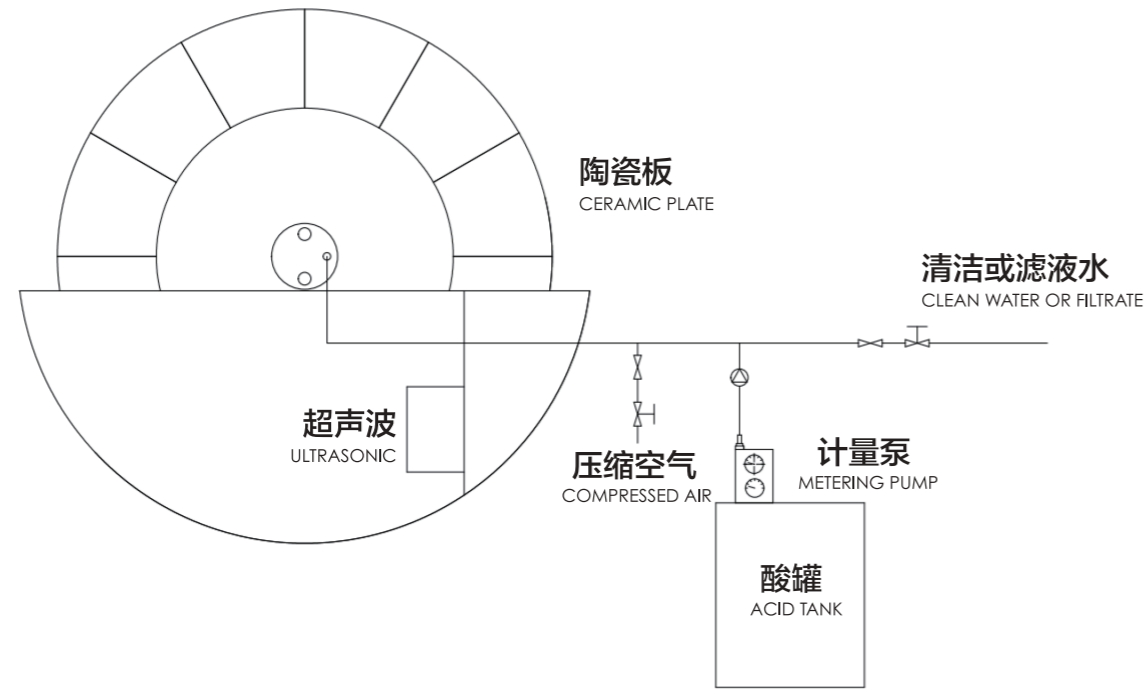 陶瓷板
CERAMIC PLATE
清洁或滤液水
CLEAN WATER OR FILTRATE
超声波
ULTRASONIC
压缩空气
COMPRESSED AIR
计量泵
METERING PUMP
酸罐
ACID TANK